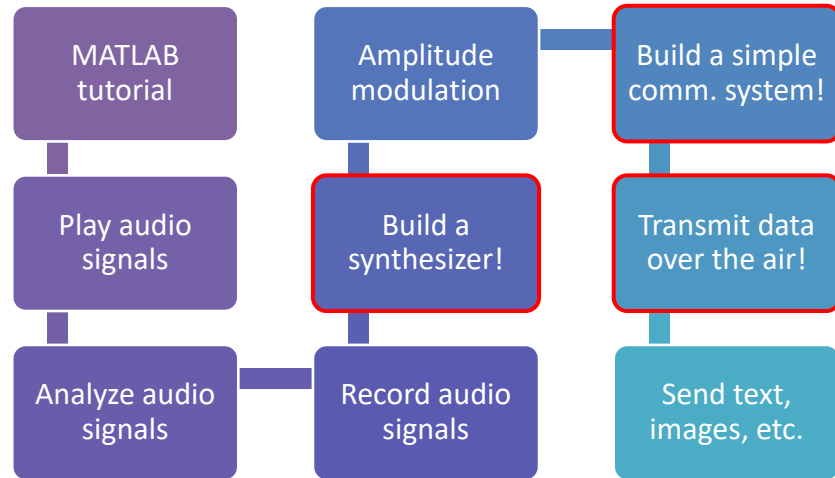 MATLAB
tutorial
Play audio
signals
Analyze audio
signals
Record audio
signals
Build a
synthesizer!
Amplitude
modulation
Build a simple
comm. system!
Transmit data
over the air!
Send text,
images, etc.